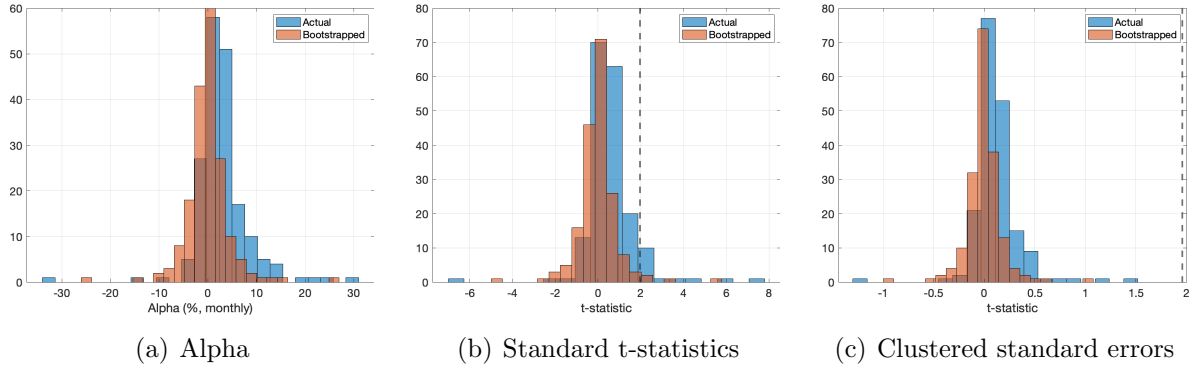 60
50
40
30
20
10
0
-30 -20 -10 0 10 20 30
Alpha (%, monthly)
Actual
Bootstrapped
(a) Alpha
80
70
60
50
40
30
20
10
0
-6 -4 -2 0 2 4 6 8
t-statistic
Actual
Bootstrapped
(b) Standard t-statistics
80
70
60
50
40
30
20
10
0
-1 -0.5 0 0.5 1 1.5 2
t-statistic
Actual
Bootstrapped
(c) Clustered standard errors